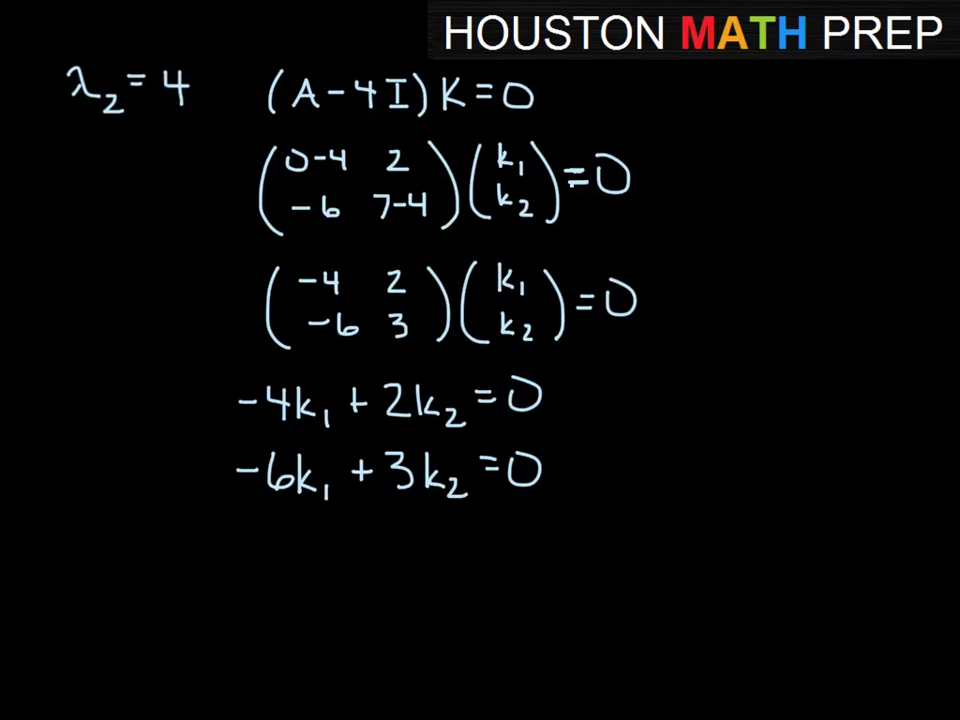 HOUSTON MATH PREP
λ₂ = 4 (A - 4I) K = 0
( 0-4 2 ) ( k₁ )
( -6 7-4 ) ( k₂ ) = 0
( -4 2 ) ( k₁ )
( -6 3 ) ( k₂ ) = 0
-4k₁ + 2k₂ = 0
-6k₁ + 3k₂ = 0